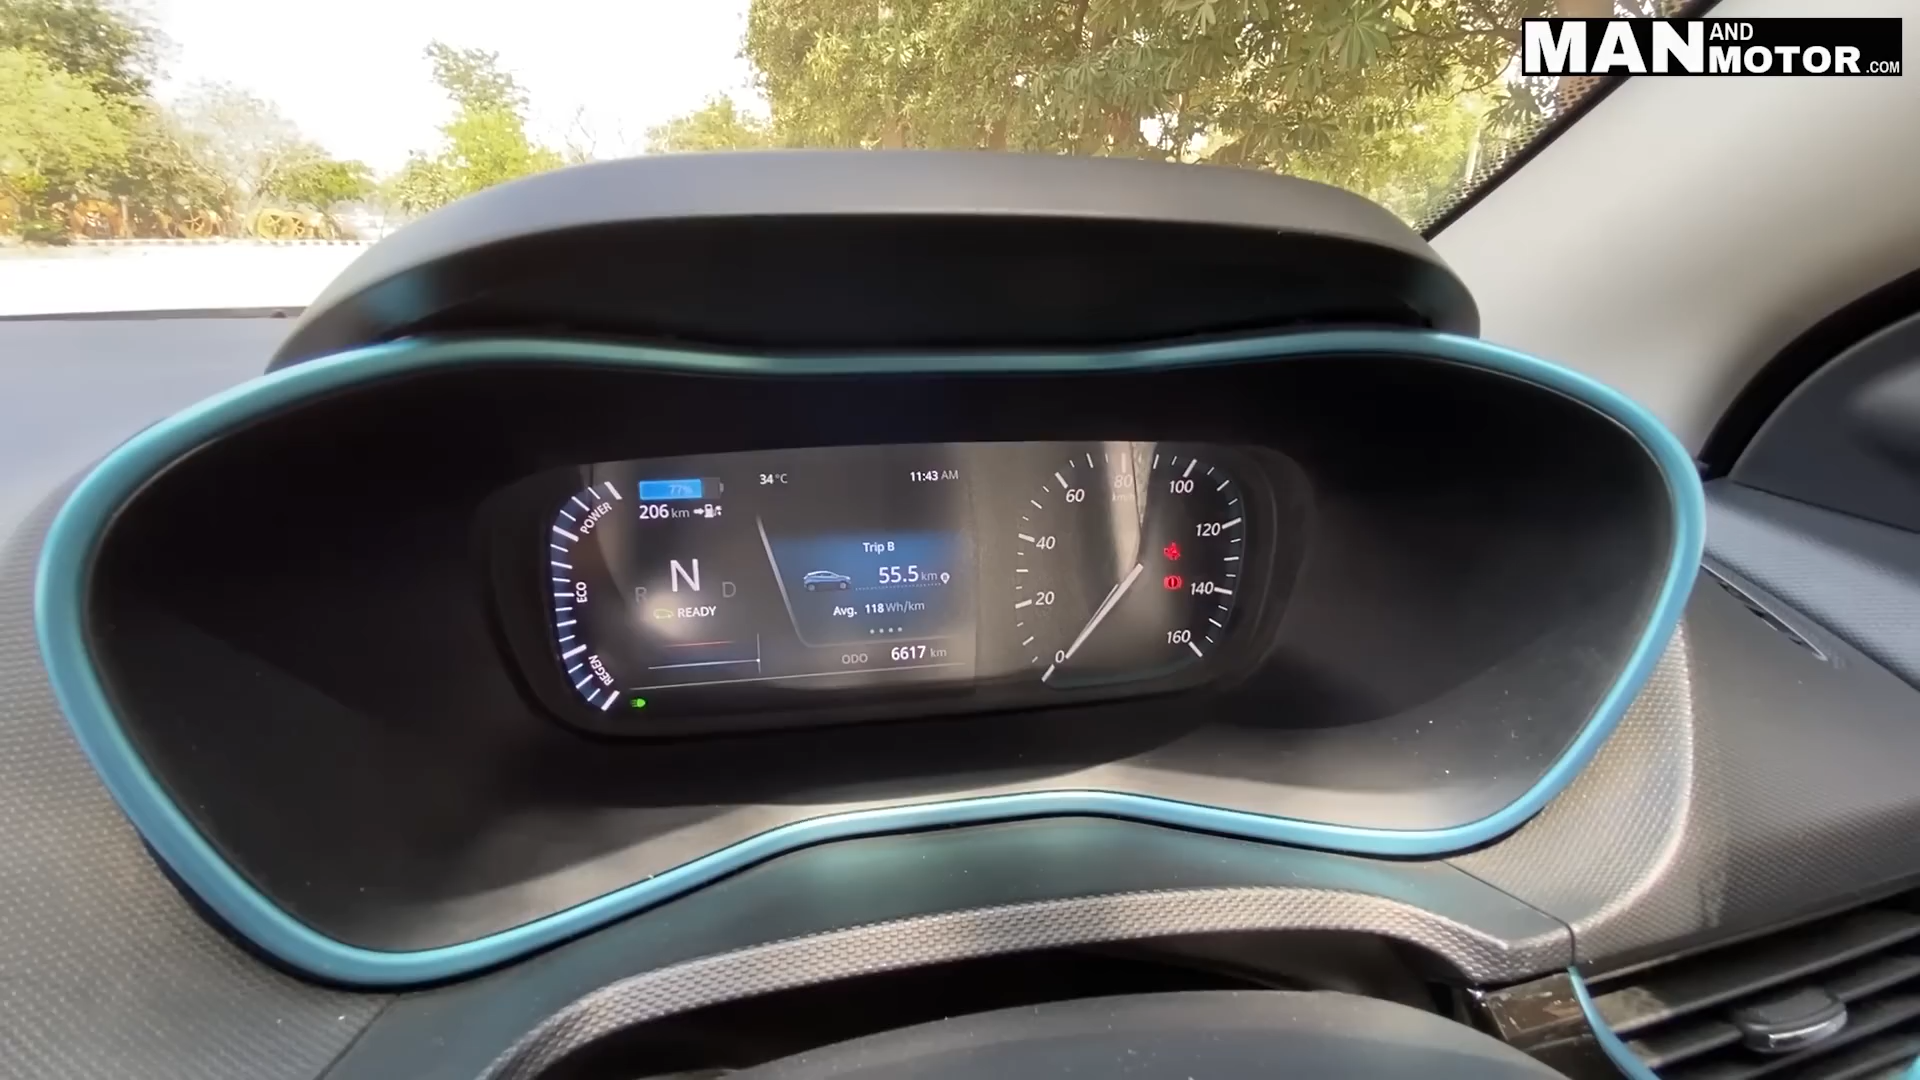 MAN AND MOTOR.COM
77%
206 km
34°C
11:43 AM
POWER
ECO
REGEN
R N D
READY
Trip B
55.5 km
Avg. 118 Wh/km
ODO 6617 km
0
20
40
60
80
km/h
100
120
140
160